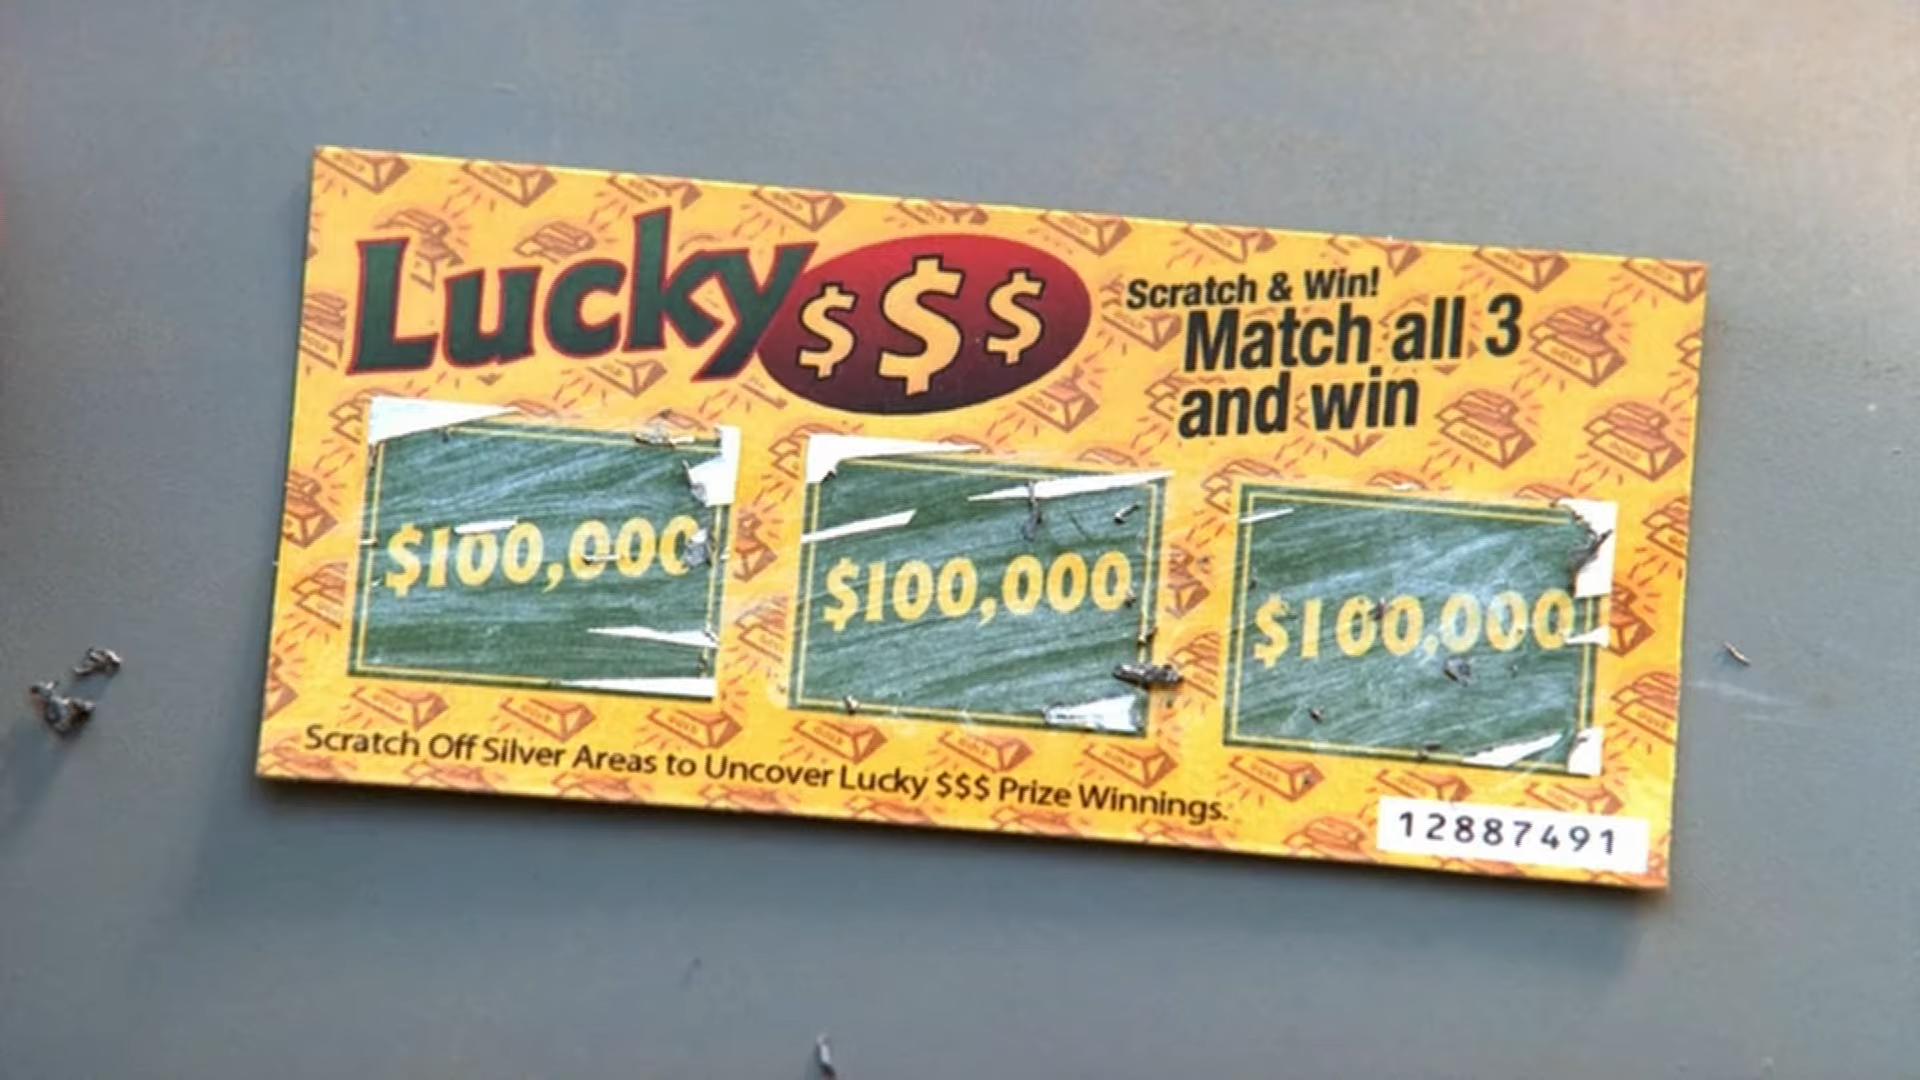 Lucky $$$
Scratch & Win!
Match all 3
and win
$100,000
$100,000
$100,000
Scratch Off Silver Areas to Uncover Lucky $$$ Prize Winnings.
12887491